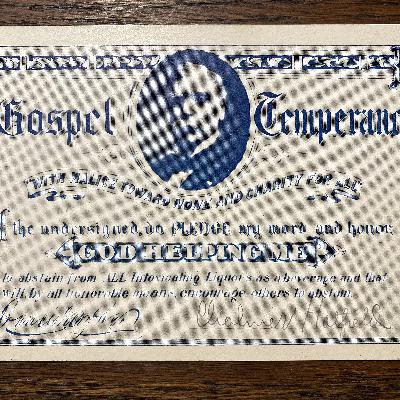 Gospel Temperanc
"WITH MALICE TOWARD NONE AND CHARITY FOR ALL"
the undersigned, do PLEDGE my word and honor
GOD HELPING ME
To abstain from ALL Intoxicating Liquors as a beverage and that
will, by all honorable means, encourage others to abstain.